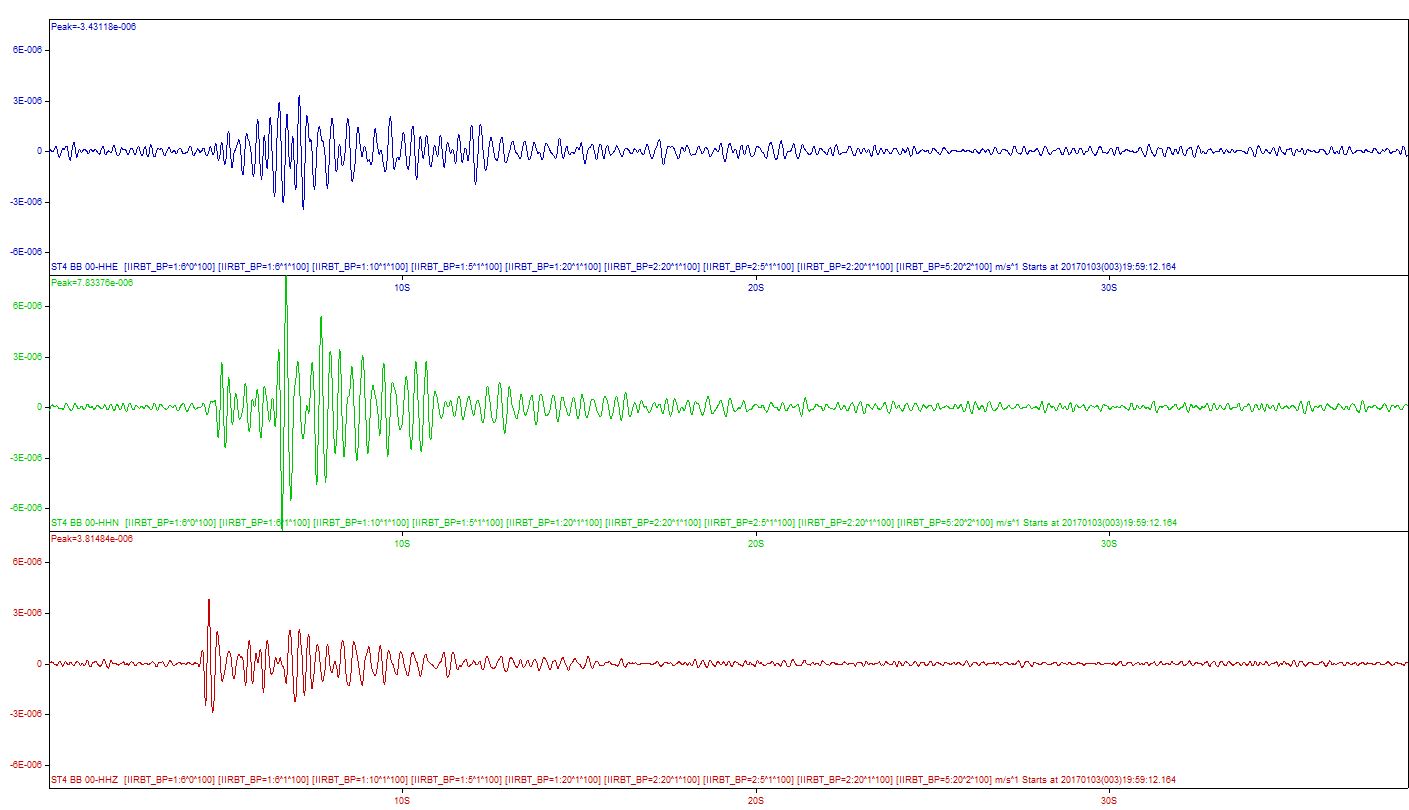 Peak=-3.43118e-006
6E-006
3E-006
0
-3E-006
-6E-006
ST4 BB 00-HHE [IIRBT_BP=1:6^0^100] [IIRBT_BP=1:6^1^100] [IIRBT_BP=1:10^1^100] [IIRBT_BP=1:5^1^100] [IIRBT_BP=1:20^1^100] [IIRBT_BP=2:20^1^100] [IIRBT_BP=2:5^1^100] [IIRBT_BP=2:20^1^100] [IIRBT_BP=5:20^2^100] m/s^1 Starts at 20170103(003)19:59:12.164
10S 20S 30S
Peak=7.83376e-006
6E-006
3E-006
0
-3E-006
-6E-006
ST4 BB 00-HHN [IIRBT_BP=1:6^0^100] [IIRBT_BP=1:6^1^100] [IIRBT_BP=1:10^1^100] [IIRBT_BP=1:5^1^100] [IIRBT_BP=1:20^1^100] [IIRBT_BP=2:20^1^100] [IIRBT_BP=2:5^1^100] [IIRBT_BP=2:20^1^100] [IIRBT_BP=5:20^2^100] m/s^1 Starts at 20170103(003)19:59:12.164
10S 20S 30S
Peak=3.81484e-006
6E-006
3E-006
0
-3E-006
-6E-006
ST4 BB 00-HHZ [IIRBT_BP=1:6^0^100] [IIRBT_BP=1:6^1^100] [IIRBT_BP=1:10^1^100] [IIRBT_BP=1:5^1^100] [IIRBT_BP=1:20^1^100] [IIRBT_BP=2:20^1^100] [IIRBT_BP=2:5^1^100] [IIRBT_BP=2:20^1^100] [IIRBT_BP=5:20^2^100] m/s^1 Starts at 20170103(003)19:59:12.164
10S 20S 30S